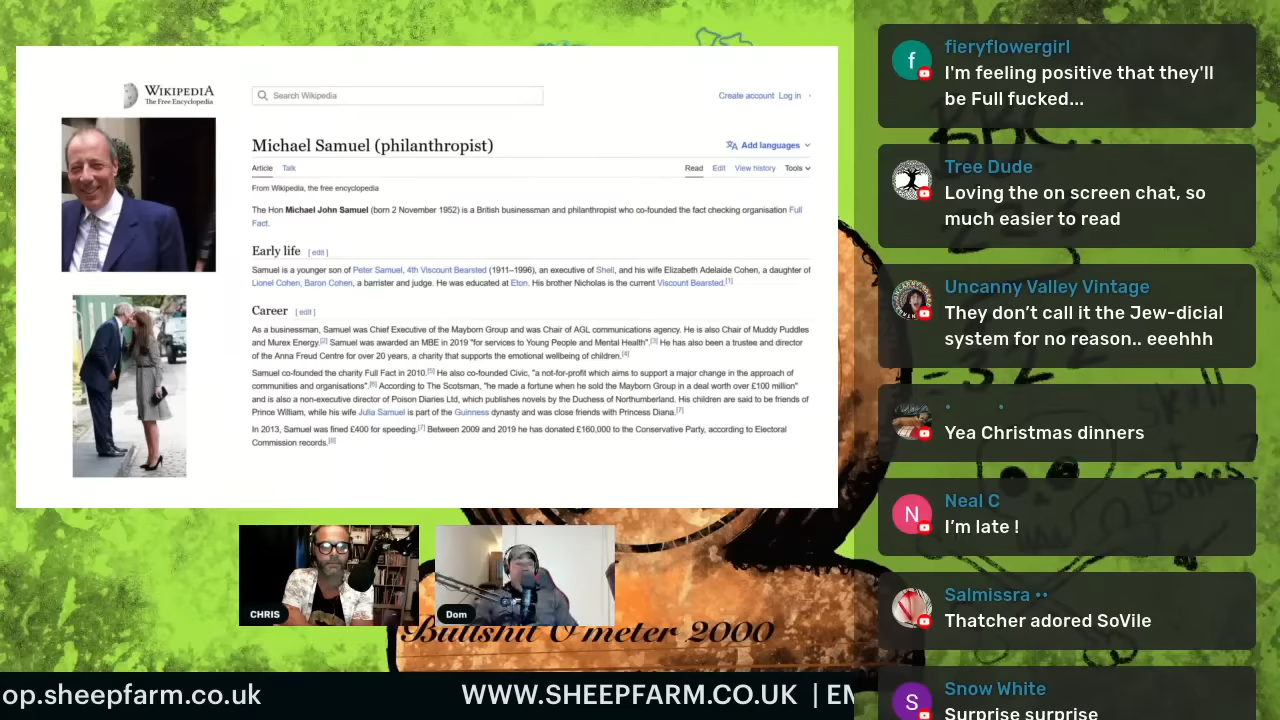 WIKIPEDIA
The Free Encyclopedia
Search Wikipedia
Create account Log in
Michael Samuel (philanthropist)
Add languages
Article Talk
Read Edit View history Tools
From Wikipedia, the free encyclopedia
The Hon Michael John Samuel (born 2 November 1952) is a British businessman and philanthropist who co-founded the fact checking organisation Full
Fact.
Early life [ edit ]
Samuel is a younger son of Peter Samuel, 4th Viscount Bearsted (1911–1996), an executive of Shell, and his wife Elizabeth Adelaide Cohen, a daughter of
Lionel Cohen, Baron Cohen, a barrister and judge. He was educated at Eton. His brother Nicholas is the current Viscount Bearsted.[1]
Career [ edit ]
As a businessman, Samuel was Chief Executive of the Mayborn Group and was Chair of AGL communications agency. He is also Chair of Muddy Puddles
and Murex Energy.[2] Samuel was awarded an MBE in 2019 "for services to Young People and Mental Health".[3] He has also been a trustee and director
of the Anna Freud Centre for over 20 years, a charity that supports the emotional wellbeing of children.[4]
Samuel co-founded the charity Full Fact in 2010.[5] He also co-founded Civic, "a not-for-profit which aims to support a major change in the approach of
communities and organisations".[6] According to The Scotsman, "he made a fortune when he sold the Mayborn Group in a deal worth over £100 million"
and is also a non-executive director of Poison Diaries Ltd, which publishes novels by the Duchess of Northumberland. His children are said to be friends of
Prince William, while his wife Julia Samuel is part of the Guinness dynasty and was close friends with Princess Diana.[7]
In 2013, Samuel was fined £400 for speeding.[7] Between 2009 and 2019 he has donated £160,000 to the Conservative Party, according to Electoral
Commission records.[8]
CHRIS
Dom
Bullshit O meter 2000
op.sheepfarm.co.uk WWW.SHEEPFARM.CO.UK | EM
f
fieryflowergirl
I'm feeling positive that they'll
be Full fucked...
Tree Dude
Loving the on screen chat, so
much easier to read
Uncanny Valley Vintage
They don’t call it the Jew-dicial
system for no reason.. eeehhh
Yea Christmas dinners
N
Neal C
I’m late !
Salmissra ••
Thatcher adored SoVile
S
Snow White
Surprise surprise